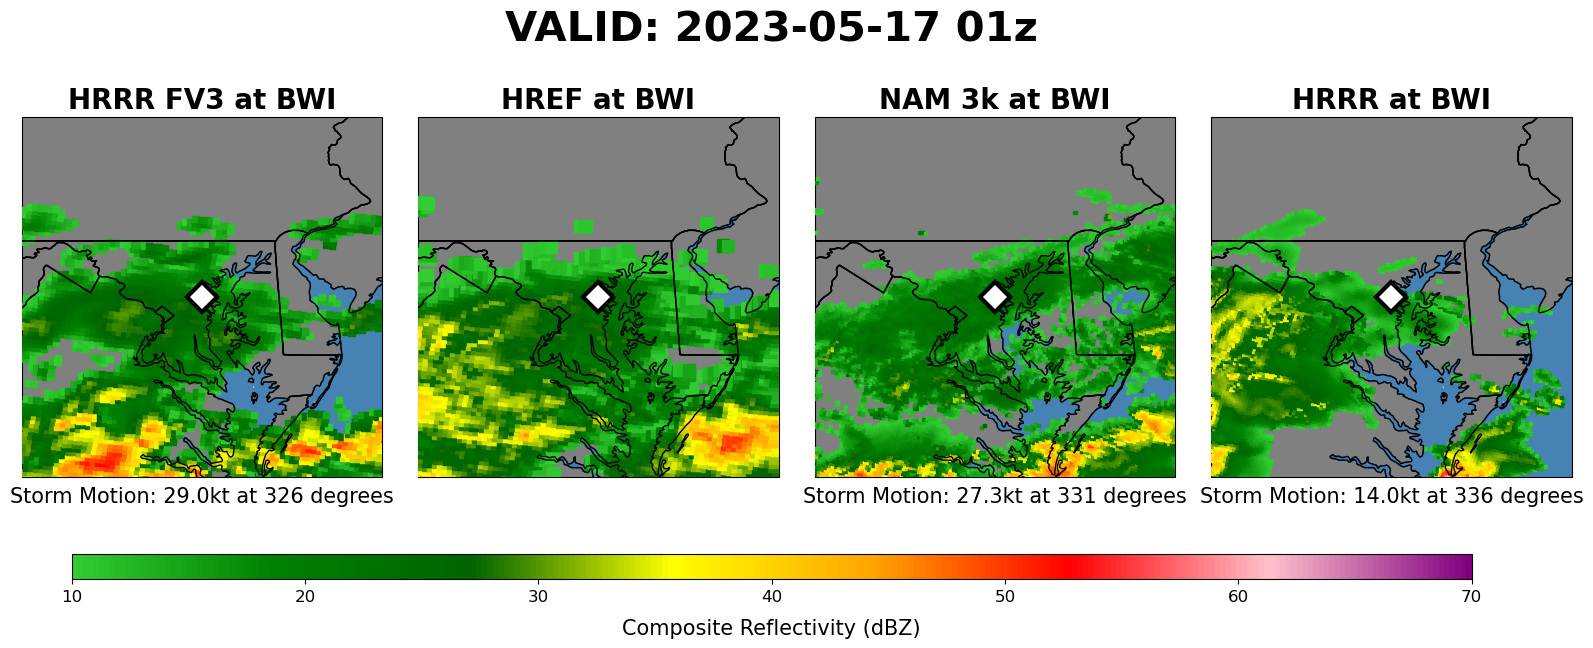 VALID: 2023-05-17 01z
HRRR FV3 at BWI
HREF at BWI
NAM 3k at BWI
HRRR at BWI
Storm Motion: 29.0kt at 326 degrees
Storm Motion: 27.3kt at 331 degrees
Storm Motion: 14.0kt at 336 degrees
10 20 30 40 50 60 70
Composite Reflectivity (dBZ)